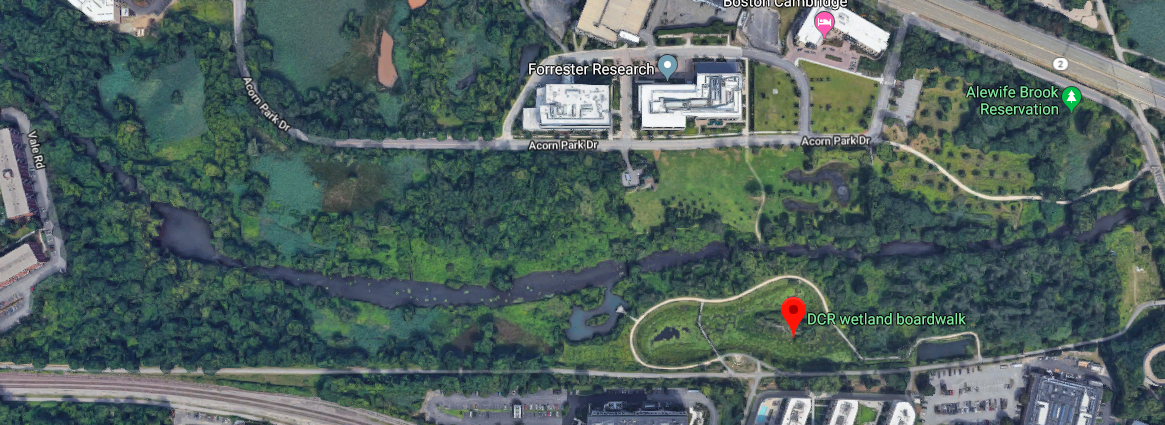 Boston Cambridge
2
Forrester Research
Acorn Park Dr
Alewife Brook
Reservation
Vale Rd
Acorn Park Dr
Acorn Park Dr
DCR wetland boardwalk